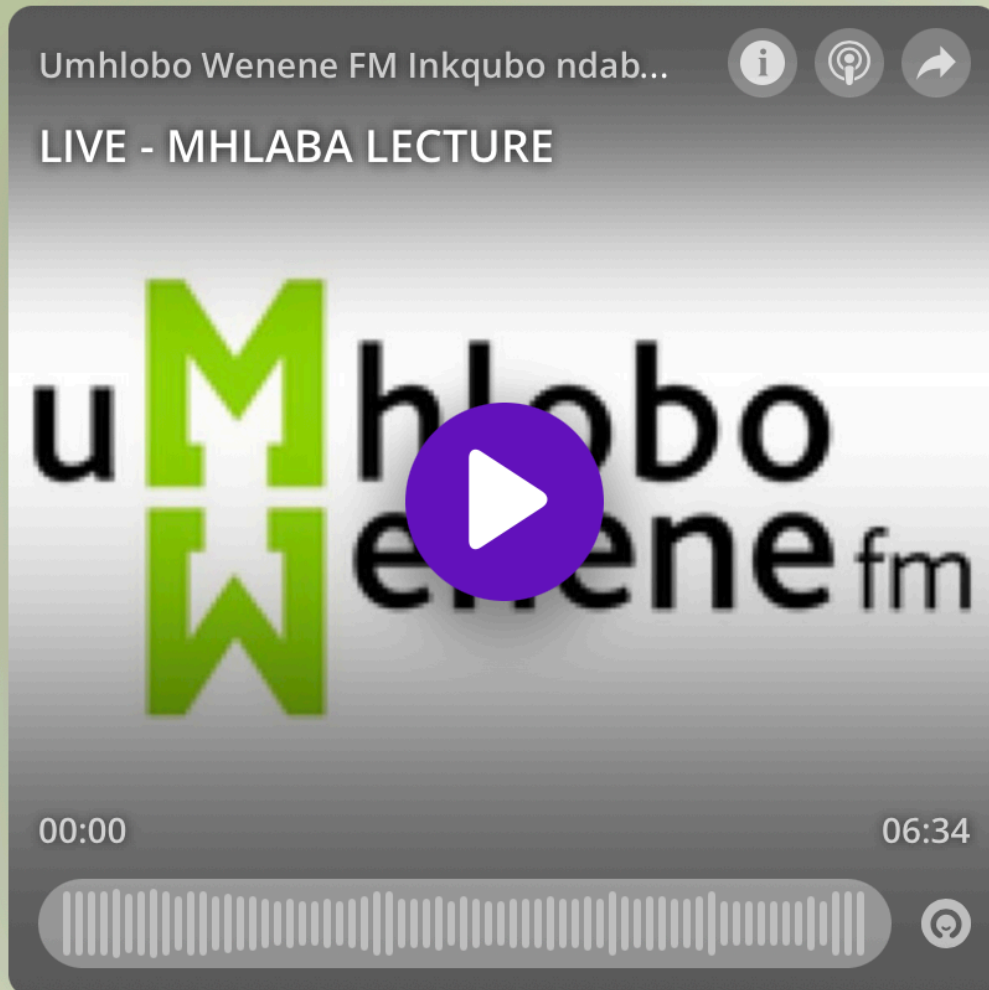 Umhlobo Wenene FM Inkqubo ndab...
LIVE - MHLABA LECTURE
uMhlobo
Wenene fm
00:00
06:34